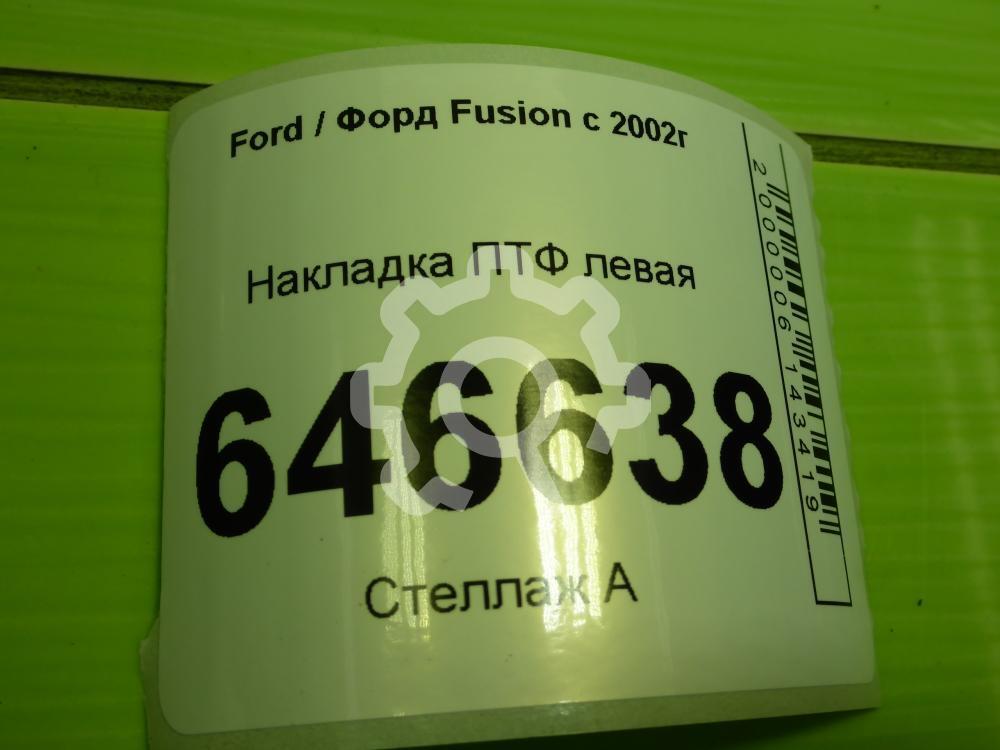 Ford / Форд Fusion с 2002г
Накладка ПТФ левая
646638
Стеллаж А
2000006143419